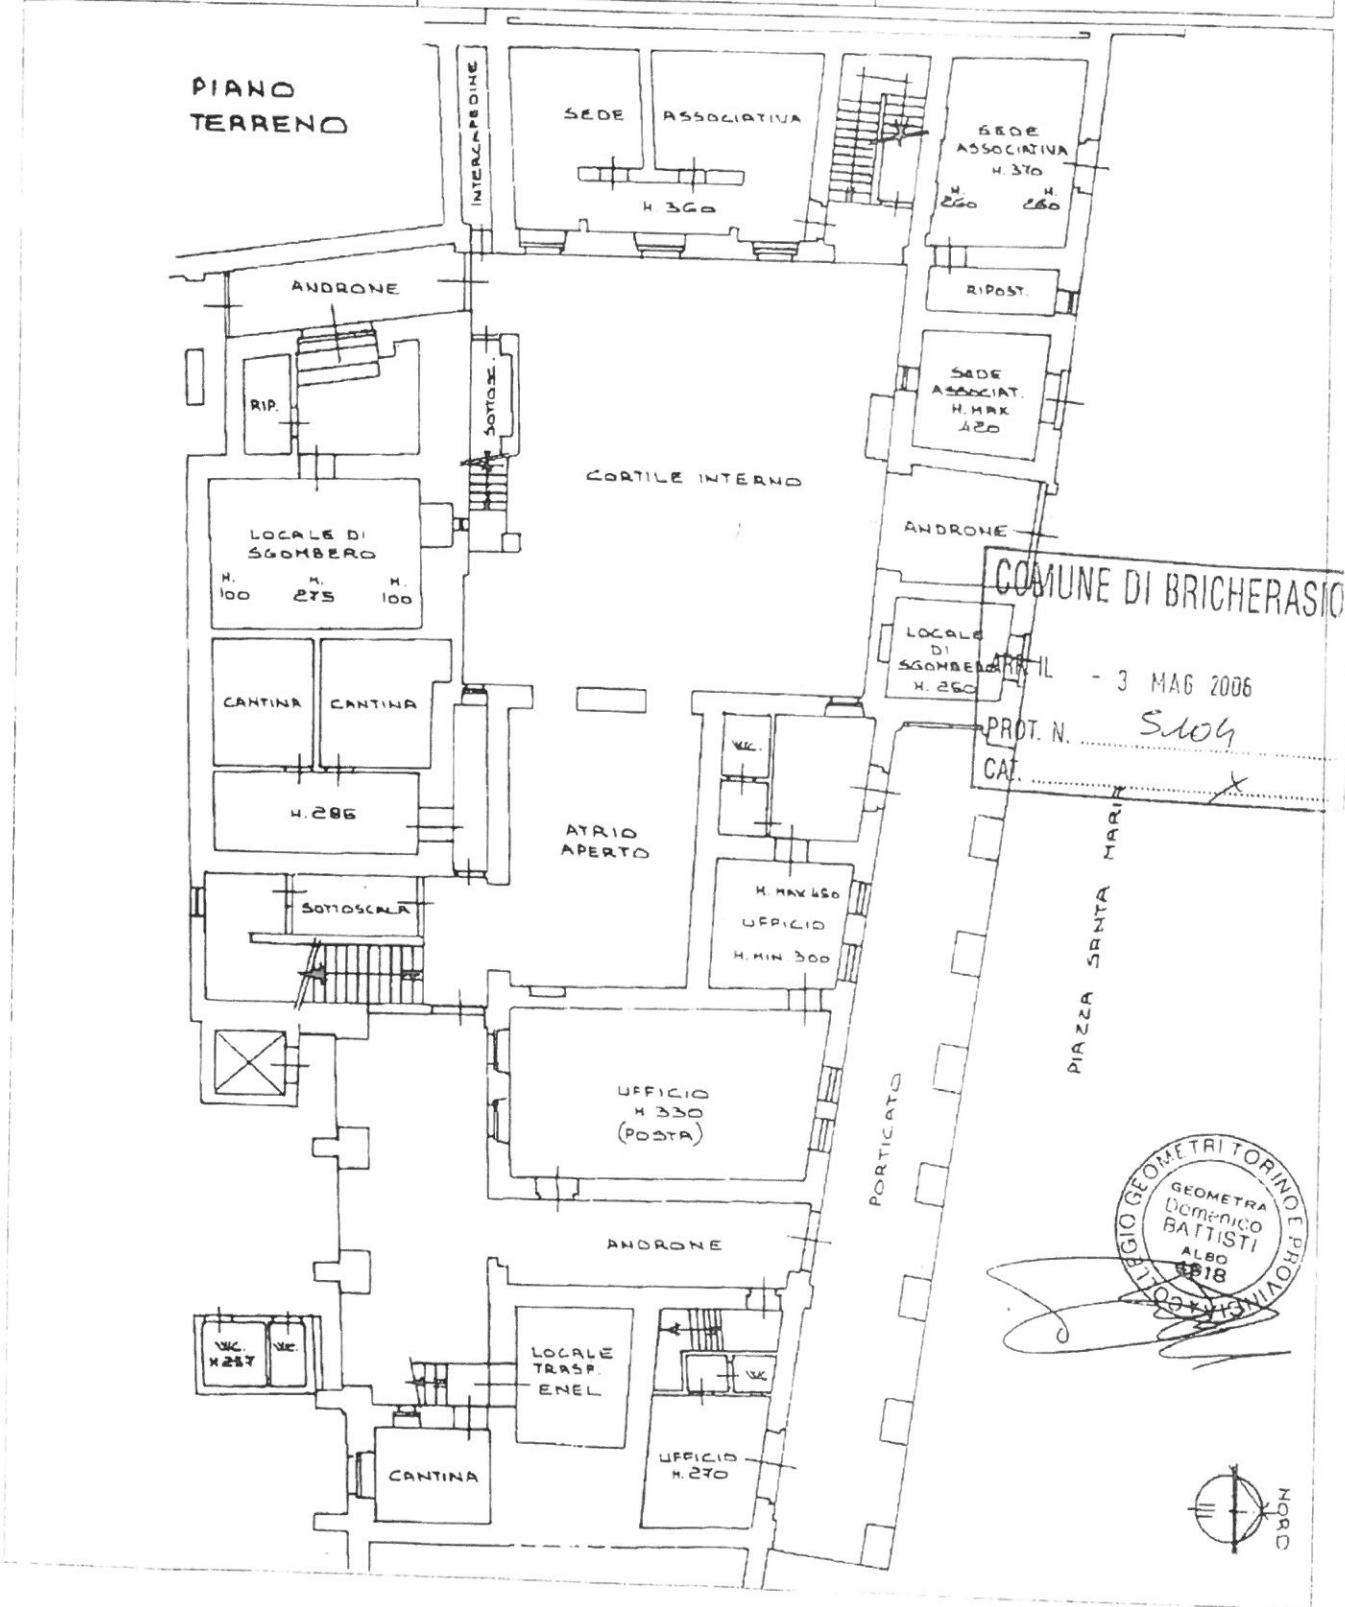 PIANO
TERRENO
INTERCAPEDINE
SEDE
ASSOCIATIVA
H. 360
SEDE
ASSOCIATIVA
H. 370
H.
260
H.
260
RIPOST.
ANDRONE
RIP.
SOTTOSC.
SEDE
ASSOCIAT.
H. MAX
420
CORTILE INTERNO
ANDRONE
LOCALE DI
SGOMBERO
H.
100
H.
275
H.
100
COMUNE DI BRICHERASIO
ARR. IL - 3 MAG 2006
PROT. N. 5104
CAT. X
LOCALE
DI
SGOMBERO
H. 260
CANTINA
CANTINA
H. 286
W.C.
ATRIO
APERTO
H. MAX 450
UFFICIO
H. MIN. 300
SOTTOSCALA
PIAZZA SANTA MARIA
PORTICATO
UFFICIO
H 330
(POSTA)
ANDRONE
COLLEGIO GEOMETRI TORINO E PROVINCIA
GEOMETRA
Domenico
BATTISTI
ALBO
W.C.
H 257
W.C.
LOCALE
TRASF.
ENEL
WC
CANTINA
UFFICIO
H. 270
NORD